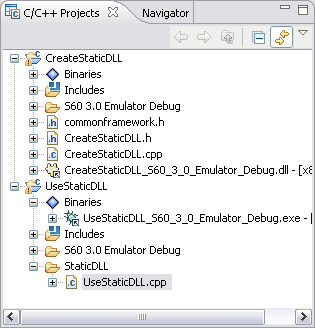 C/C++ Projects Navigator
CreateStaticDLL
Binaries
Includes
S60 3.0 Emulator Debug
commonframework.h
CreateStaticDLL.h
CreateStaticDLL.cpp
CreateStaticDLL_S60_3_0_Emulator_Debug.dll - [x8
UseStaticDLL
Binaries
UseStaticDLL_S60_3_0_Emulator_Debug.exe - [
Includes
S60 3.0 Emulator Debug
StaticDLL
UseStaticDLL.cpp